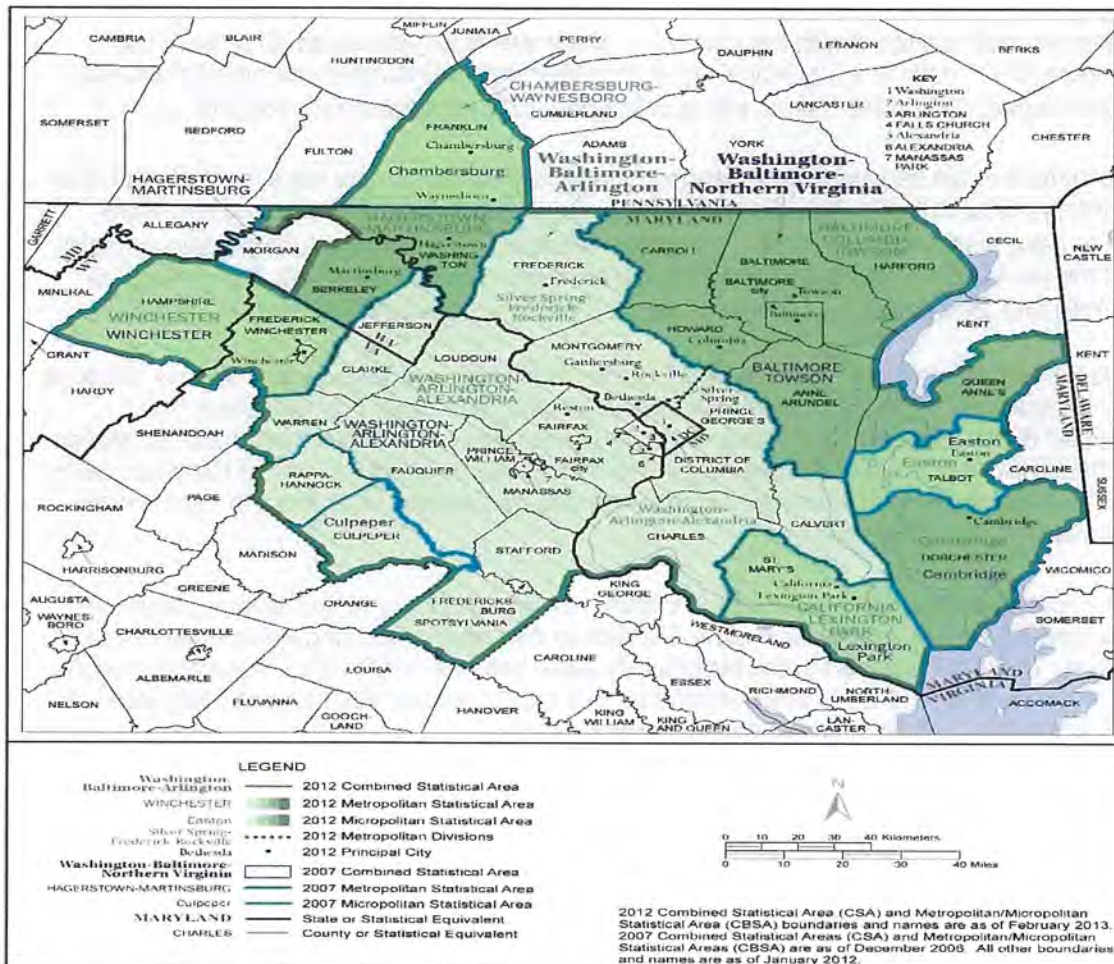 CAMBRIA
BLAIR
MIFFLIN
JUNIATA
PERRY
HUNTINGDON
DAUPHIN
LEBANON
BERKS
SOMERSET
BEDFORD
FULTON
FRANKLIN
Chambersburg
Chambersburg
Waynesboro
CHAMBERSBURG-
WAYNESBORO
CUMBERLAND
ADAMS
YORK
LANCASTER
CHESTER
KEY
1 Washington
2 Arlington
3 ARLINGTON
4 FALLS CHURCH
5 Alexandria
6 ALEXANDRIA
7 MANASSAS
PARK
HAGERSTOWN-
MARTINSBURG
Washington-
Baltimore-
Arlington
Washington-
Baltimore-
Northern Virginia
PENNSYLVANIA
MARYLAND
GARRETT
ALLEGANY
MD
WV
MORGAN
HAGERSTOWN-
MARTINSBURG
Hagerstown
WASHING
TON
Martinsburg
BERKELEY
FREDERICK
Frederick
Silver Spring-
Frederick-
Rockville
CARROLL
BALTIMORE
BALTIMORE-
COLUMBIA-
TOWSON
HARFORD
CECIL
NEW
CASTLE
MINERAL
HAMPSHIRE
WINCHESTER
WINCHESTER
FREDERICK
WINCHESTER
Winchester
JEFFERSON
VA
BALTIMORE
city
Towson
Baltimore
HOWARD
Columbia
KENT
KENT
GRANT
HARDY
CLARKE
LOUDOUN
MONTGOMERY
Gaithersburg
Rockville
Bethesda
Silver
Spring
PRINCE
GEORGE'S
BALTIMORE-
TOWSON
ANNE
ARUNDEL
QUEEN
ANNE'S
DELAWARE
MARYLAND
SHENANDOAH
WARREN
WASHINGTON-
ARLINGTON-
ALEXANDRIA
WASHINGTON-
ARLINGTON-
ALEXANDRIA
Reston
FAIRFAX
FAIRFAX
city
PRINCE
WILLIAM
MANASSAS
DC
MD
DISTRICT OF
COLUMBIA
Easton
Easton
Easton
TALBOT
CAROLINE
SUSSEX
PAGE
RAPPA-
HANNOCK
FAUQUIER
ROCKINGHAM
Culpeper
CULPEPER
STAFFORD
Washington-
Arlington-Alexandria
CHARLES
CALVERT
Cambridge
Cambridge
DORCHESTER
Cambridge
HARRISONBURG
MADISON
GREENE
ORANGE
FREDERICKS-
BURG
SPOTSYLVANIA
KING
GEORGE
ST.
MARY'S
California
Lexington Park
CALIFORNIA-
LEXINGTON
PARK
Lexington
Park
WICOMICO
SOMERSET
AUGUSTA
WAYNES-
BORO
CHARLOTTESVILLE
ALBEMARLE
LOUISA
CAROLINE
WESTMORELAND
ESSEX
RICHMOND
NORTH-
UMBERLAND
MARYLAND
VIRGINIA
ACCOMACK
NELSON
FLUVANNA
GOOCH-
LAND
HANOVER
KING
WILLIAM
KING
AND QUEEN
LAN-
CASTER
LEGEND
Washington-
Baltimore-Arlington 2012 Combined Statistical Area
WINCHESTER 2012 Metropolitan Statistical Area
Easton 2012 Micropolitan Statistical Area
Silver Spring-
Frederick-Rockville 2012 Metropolitan Divisions
Bethesda 2012 Principal City
Washington-Baltimore-
Northern Virginia 2007 Combined Statistical Area
HAGERSTOWN-MARTINSBURG 2007 Metropolitan Statistical Area
Culpeper 2007 Micropolitan Statistical Area
MARYLAND State or Statistical Equivalent
CHARLES County or Statistical Equivalent
N
0 10 20 30 40 Kilometers
0 10 20 30 40 Miles
2012 Combined Statistical Area (CSA) and Metropolitan/Micropolitan
Statistical Area (CBSA) boundaries and names are as of February 2013.
2007 Combined Statistical Areas (CSA) and Metropolitan/Micropolitan
Statistical Areas (CBSA) are as of December 2006. All other boundaries
and names are as of January 2012.